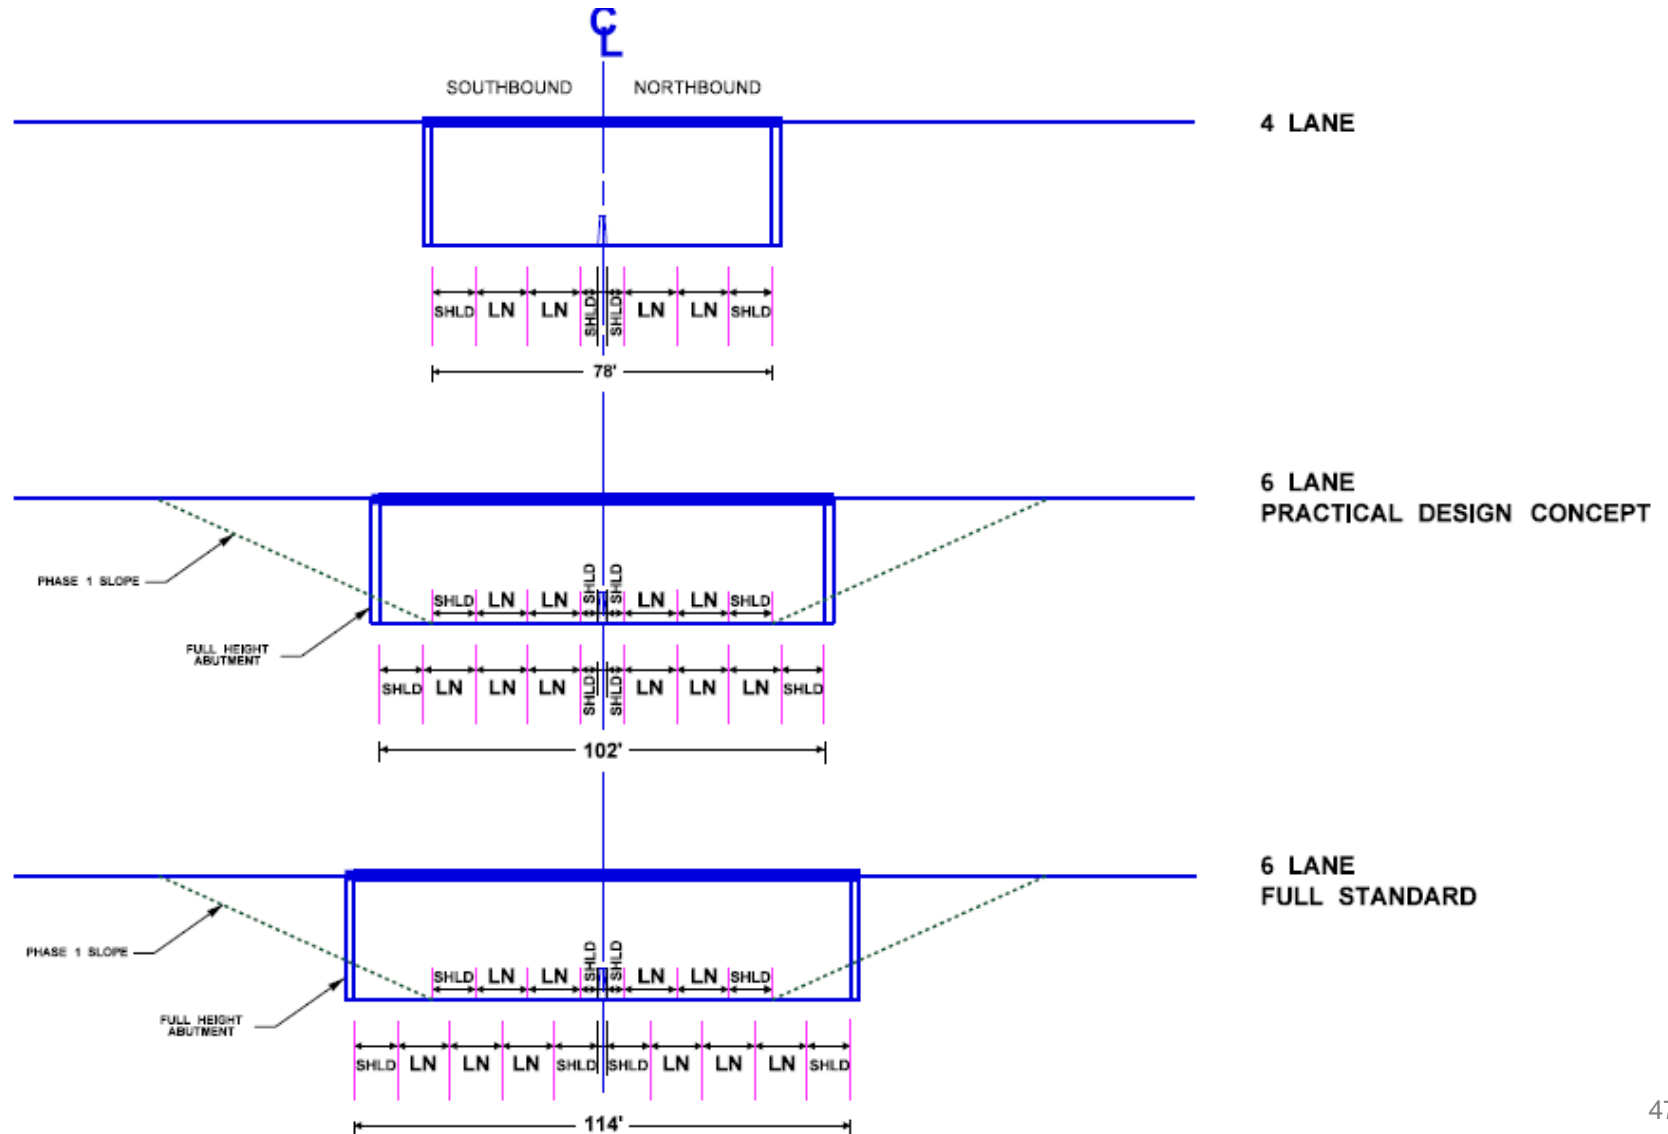 CL
SOUTHBOUND NORTHBOUND
4 LANE
SHLD LN LN SHLD SHLD LN LN SHLD
78'
6 LANE
PRACTICAL DESIGN CONCEPT
PHASE 1 SLOPE
SHLD LN LN SHLD SHLD LN LN SHLD
FULL HEIGHT
ABUTMENT
SHLD LN LN LN SHLD SHLD LN LN LN SHLD
102'
6 LANE
FULL STANDARD
PHASE 1 SLOPE
SHLD LN LN SHLD SHLD LN LN SHLD
FULL HEIGHT
ABUTMENT
SHLD LN LN LN SHLD SHLD LN LN LN SHLD
114'
47